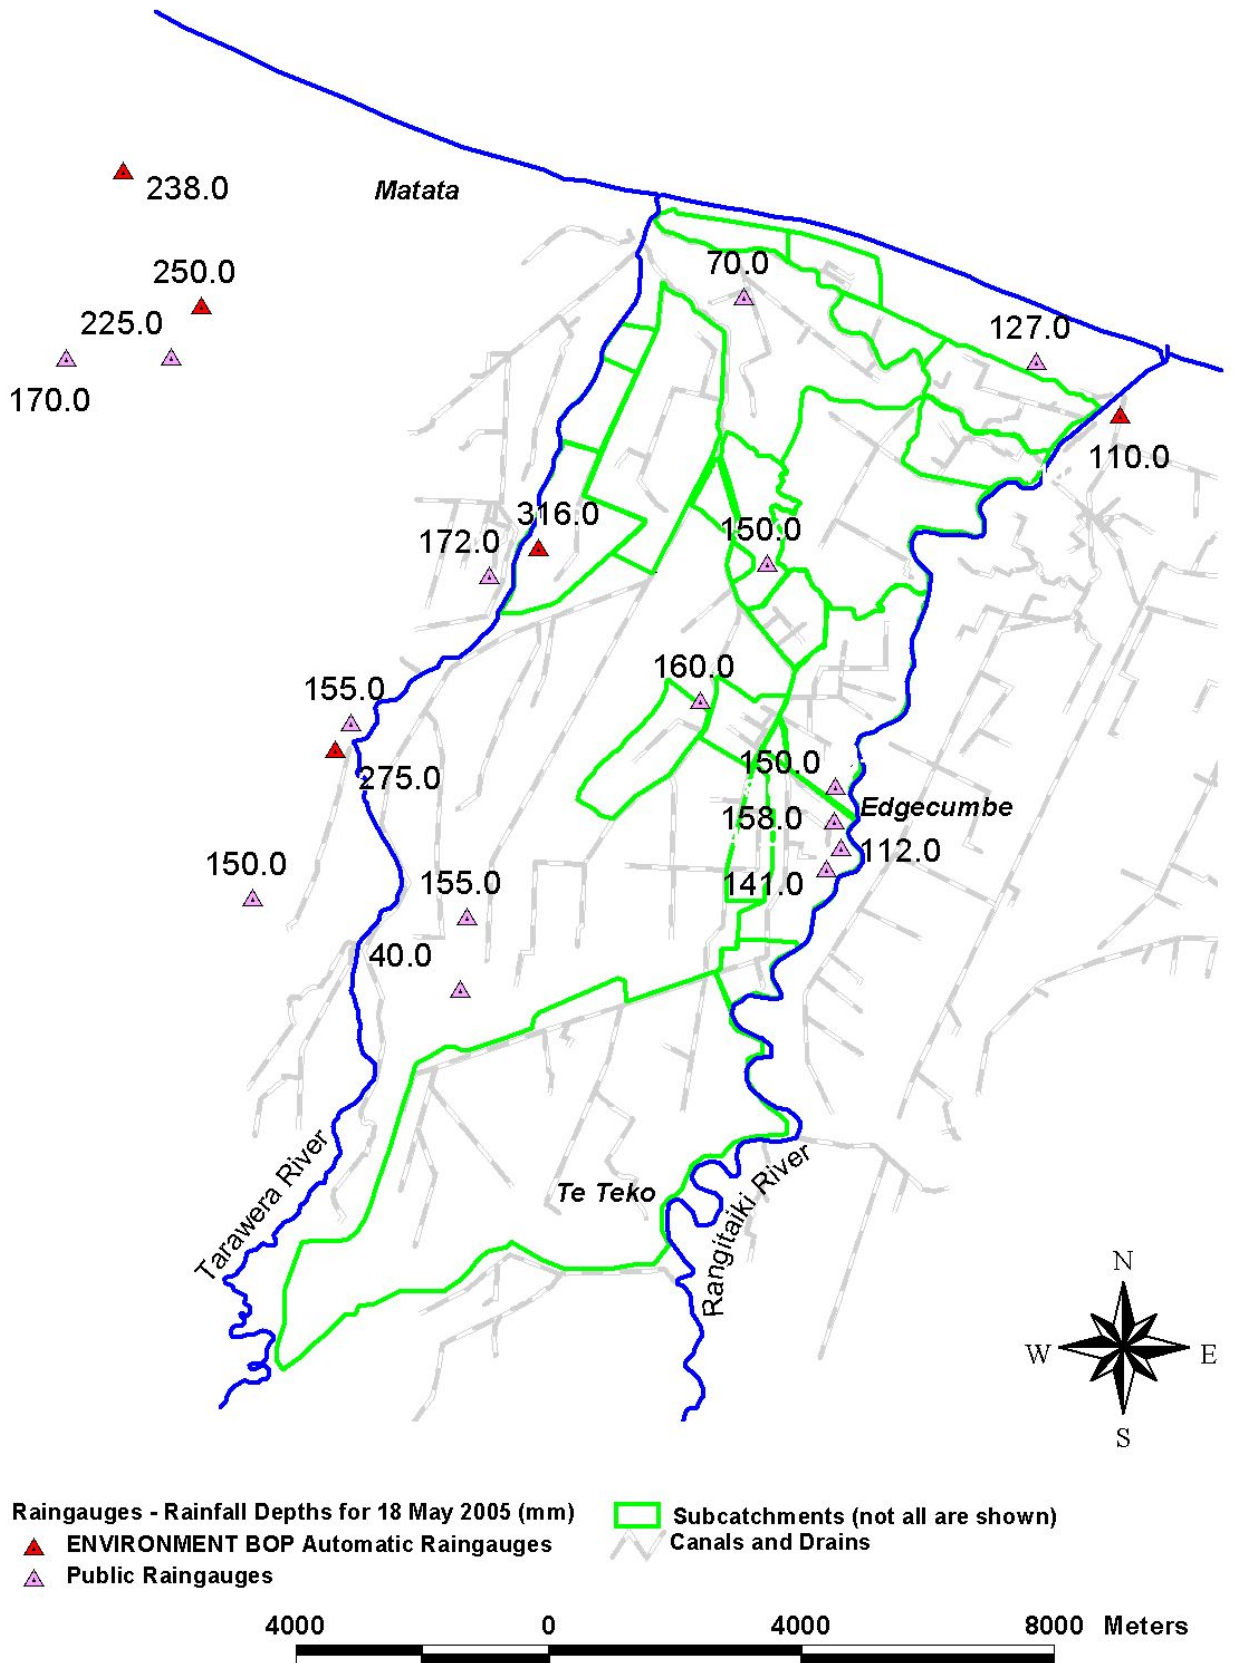 238.0
Matata
250.0
70.0
225.0
127.0
170.0
110.0
316.0
150.0
172.0
160.0
155.0
150.0
275.0
Edgecumbe
158.0
112.0
150.0
155.0
141.0
40.0
Tarawera River
Rangitaiki River
Te Teko
N
W
E
S
Raingauges - Rainfall Depths for 18 May 2005 (mm)
ENVIRONMENT BOP Automatic Raingauges
Public Raingauges
Subcatchments (not all are shown)
Canals and Drains
4000 0 4000 8000 Meters